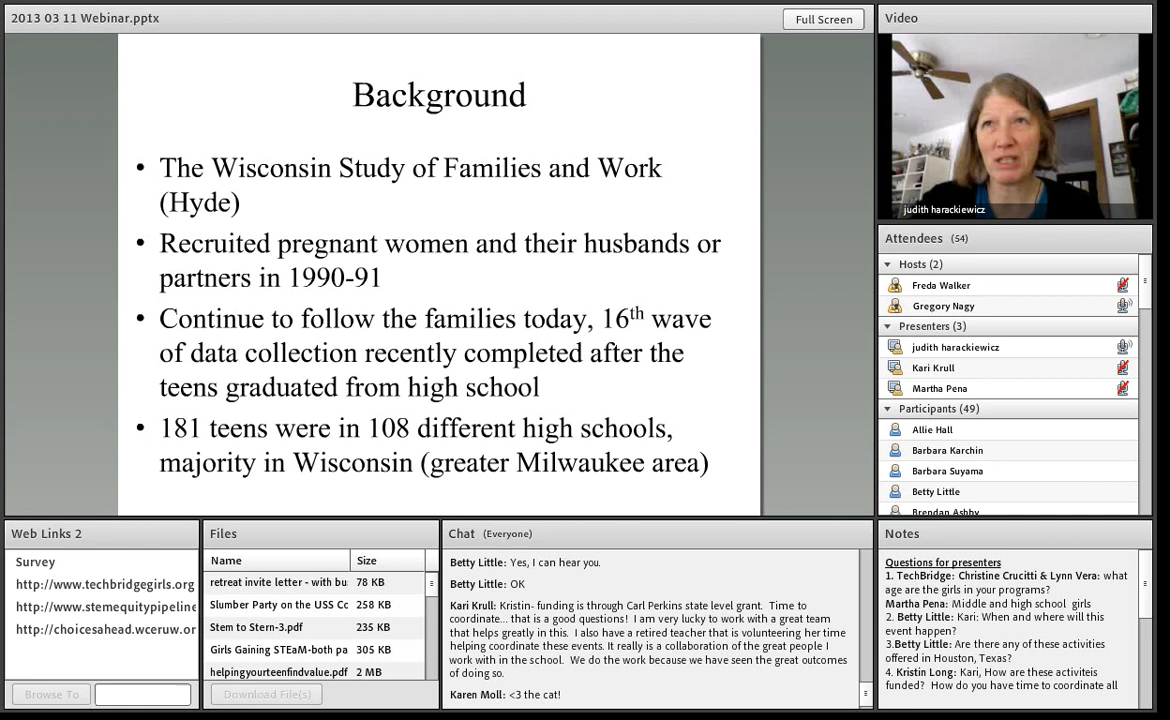 2013 03 11 Webinar.pptx
Full Screen
Background
• The Wisconsin Study of Families and Work
(Hyde)
• Recruited pregnant women and their husbands or
partners in 1990-91
• Continue to follow the families today, 16th wave
of data collection recently completed after the
teens graduated from high school
• 181 teens were in 108 different high schools,
majority in Wisconsin (greater Milwaukee area)
Video
judith harackiewicz
Attendees (54)
Hosts (2)
Freda Walker
Gregory Nagy
Presenters (3)
judith harackiewicz
Kari Krull
Martha Pena
Participants (49)
Allie Hall
Barbara Karchin
Barbara Suyama
Betty Little
Brendan Ashby
Web Links 2
Survey
http://www.techbridgegirls.org
http://www.stemequitypipeline
http://choicesahead.wceruw.or
Browse To
Files
Name Size
retreat invite letter - with bu 78 KB
Slumber Party on the USS Cc 258 KB
Stem to Stern-3.pdf 235 KB
Girls Gaining STEaM-both pa 305 KB
helpingyourteenfindvalue.pdf 2 MB
Download File(s)
Chat (Everyone)
Betty Little: Yes, I can hear you.
Betty Little: OK
Kari Krull: Kristin- funding is through Carl Perkins state level grant. Time to
coordinate... that is a good questions! I am very lucky to work with a great team
that helps greatly in this. I also have a retired teacher that is volunteering her time
helping coordinate these events. It really is a collaboration of the great people I
work with in the school. We do the work because we have seen the great outcomes
of doing so.
Karen Moll: <3 the cat!
Notes
Questions for presenters
1. TechBridge: Christine Crucitti & Lynn Vera: what
age are the girls in your programs?
Martha Pena: Middle and high school girls
2. Betty Little: Kari: When and where will this
event happen?
3.Betty Little: Are there any of these activities
offered in Houston, Texas?
4. Kristin Long: Kari, How are these activiteis
funded? How do you have time to coordinate all